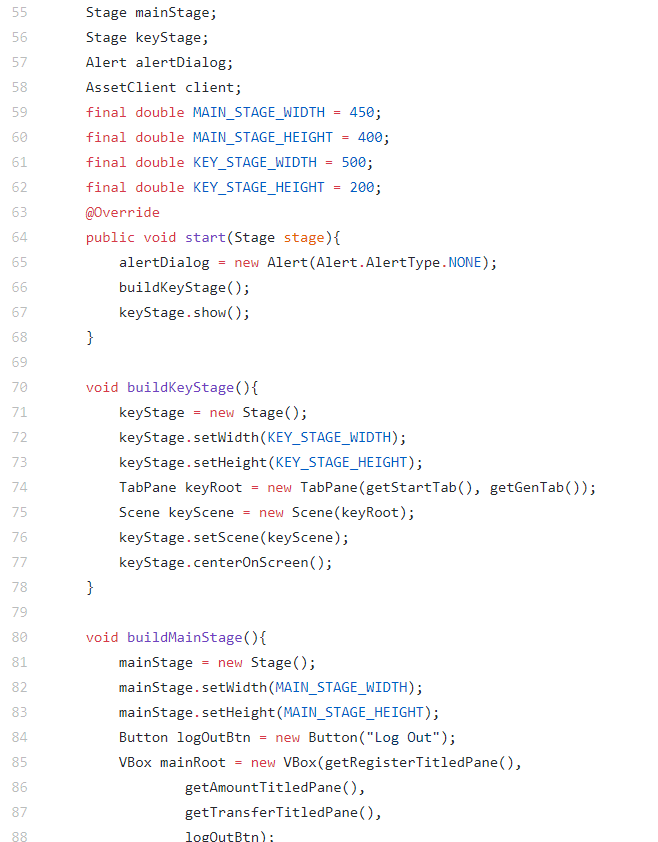 55 Stage mainStage;
56 Stage keyStage;
57 Alert alertDialog;
58 AssetClient client;
59 final double MAIN_STAGE_WIDTH = 450;
60 final double MAIN_STAGE_HEIGHT = 400;
61 final double KEY_STAGE_WIDTH = 500;
62 final double KEY_STAGE_HEIGHT = 200;
63 @Override
64 public void start(Stage stage){
65 alertDialog = new Alert(Alert.AlertType.NONE);
66 buildKeyStage();
67 keyStage.show();
68 }
69
70 void buildKeyStage(){
71 keyStage = new Stage();
72 keyStage.setWidth(KEY_STAGE_WIDTH);
73 keyStage.setHeight(KEY_STAGE_HEIGHT);
74 TabPane keyRoot = new TabPane(getStartTab(), getGenTab());
75 Scene keyScene = new Scene(keyRoot);
76 keyStage.setScene(keyScene);
77 keyStage.centerOnScreen();
78 }
79
80 void buildMainStage(){
81 mainStage = new Stage();
82 mainStage.setWidth(MAIN_STAGE_WIDTH);
83 mainStage.setHeight(MAIN_STAGE_HEIGHT);
84 Button logOutBtn = new Button("Log Out");
85 VBox mainRoot = new VBox(getRegisterTitledPane(),
86 getAmountTitledPane(),
87 getTransferTitledPane(),
88 logOutBtn);